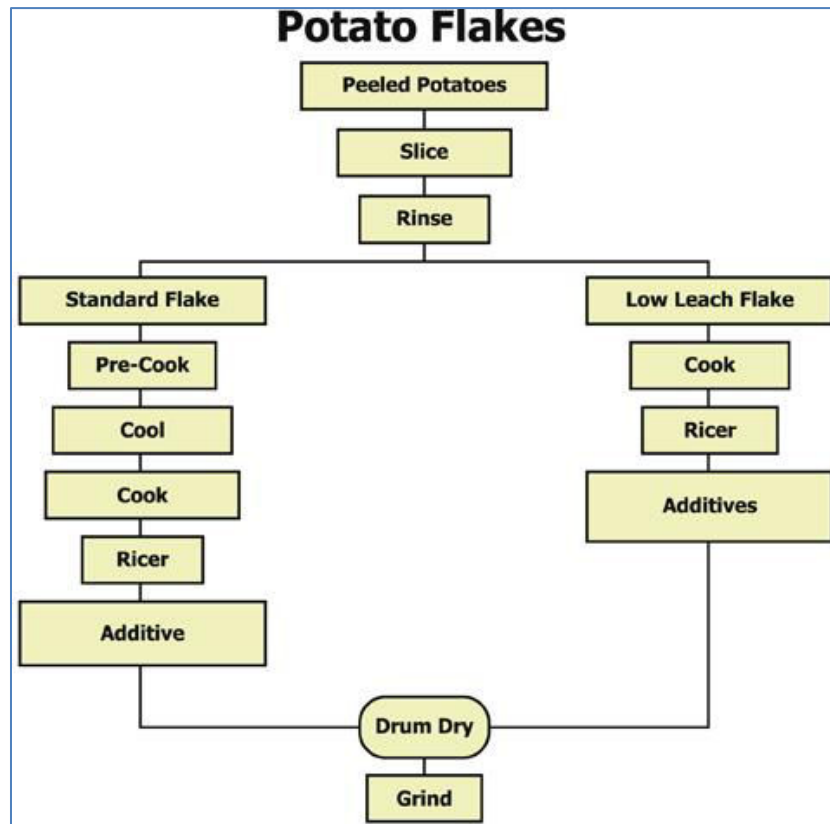 Potato Flakes
Peeled Potatoes
Slice
Rinse
Standard Flake
Pre-Cook
Cool
Cook
Ricer
Additive
Low Leach Flake
Cook
Ricer
Additives
Drum Dry
Grind